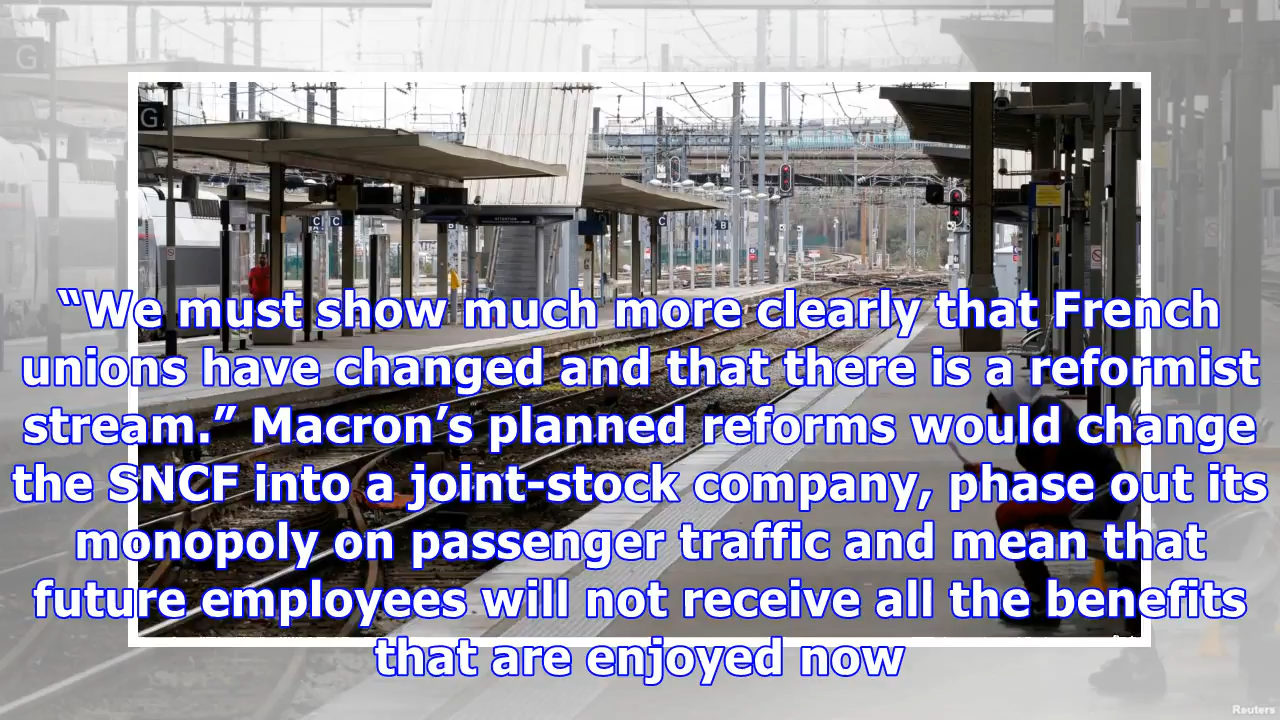 “We must show much more clearly that French
unions have changed and that there is a reformist
stream.” Macron’s planned reforms would change
the SNCF into a joint-stock company, phase out its
monopoly on passenger traffic and mean that
future employees will not receive all the benefits
that are enjoyed now
G
G
C
C
B
C
B
Reuters